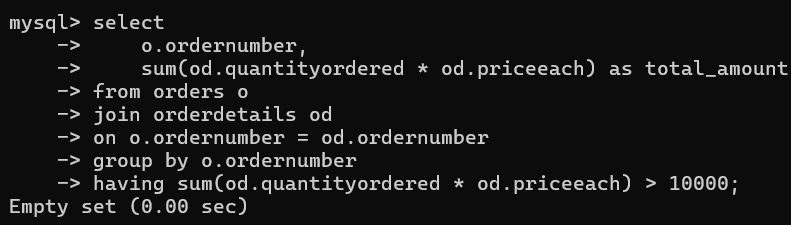 mysql> select
    ->     o.ordernumber,
    ->     sum(od.quantityordered * od.priceeach) as total_amount
    -> from orders o
    -> join orderdetails od
    -> on o.ordernumber = od.ordernumber
    -> group by o.ordernumber
    -> having sum(od.quantityordered * od.priceeach) > 10000;
Empty set (0.00 sec)